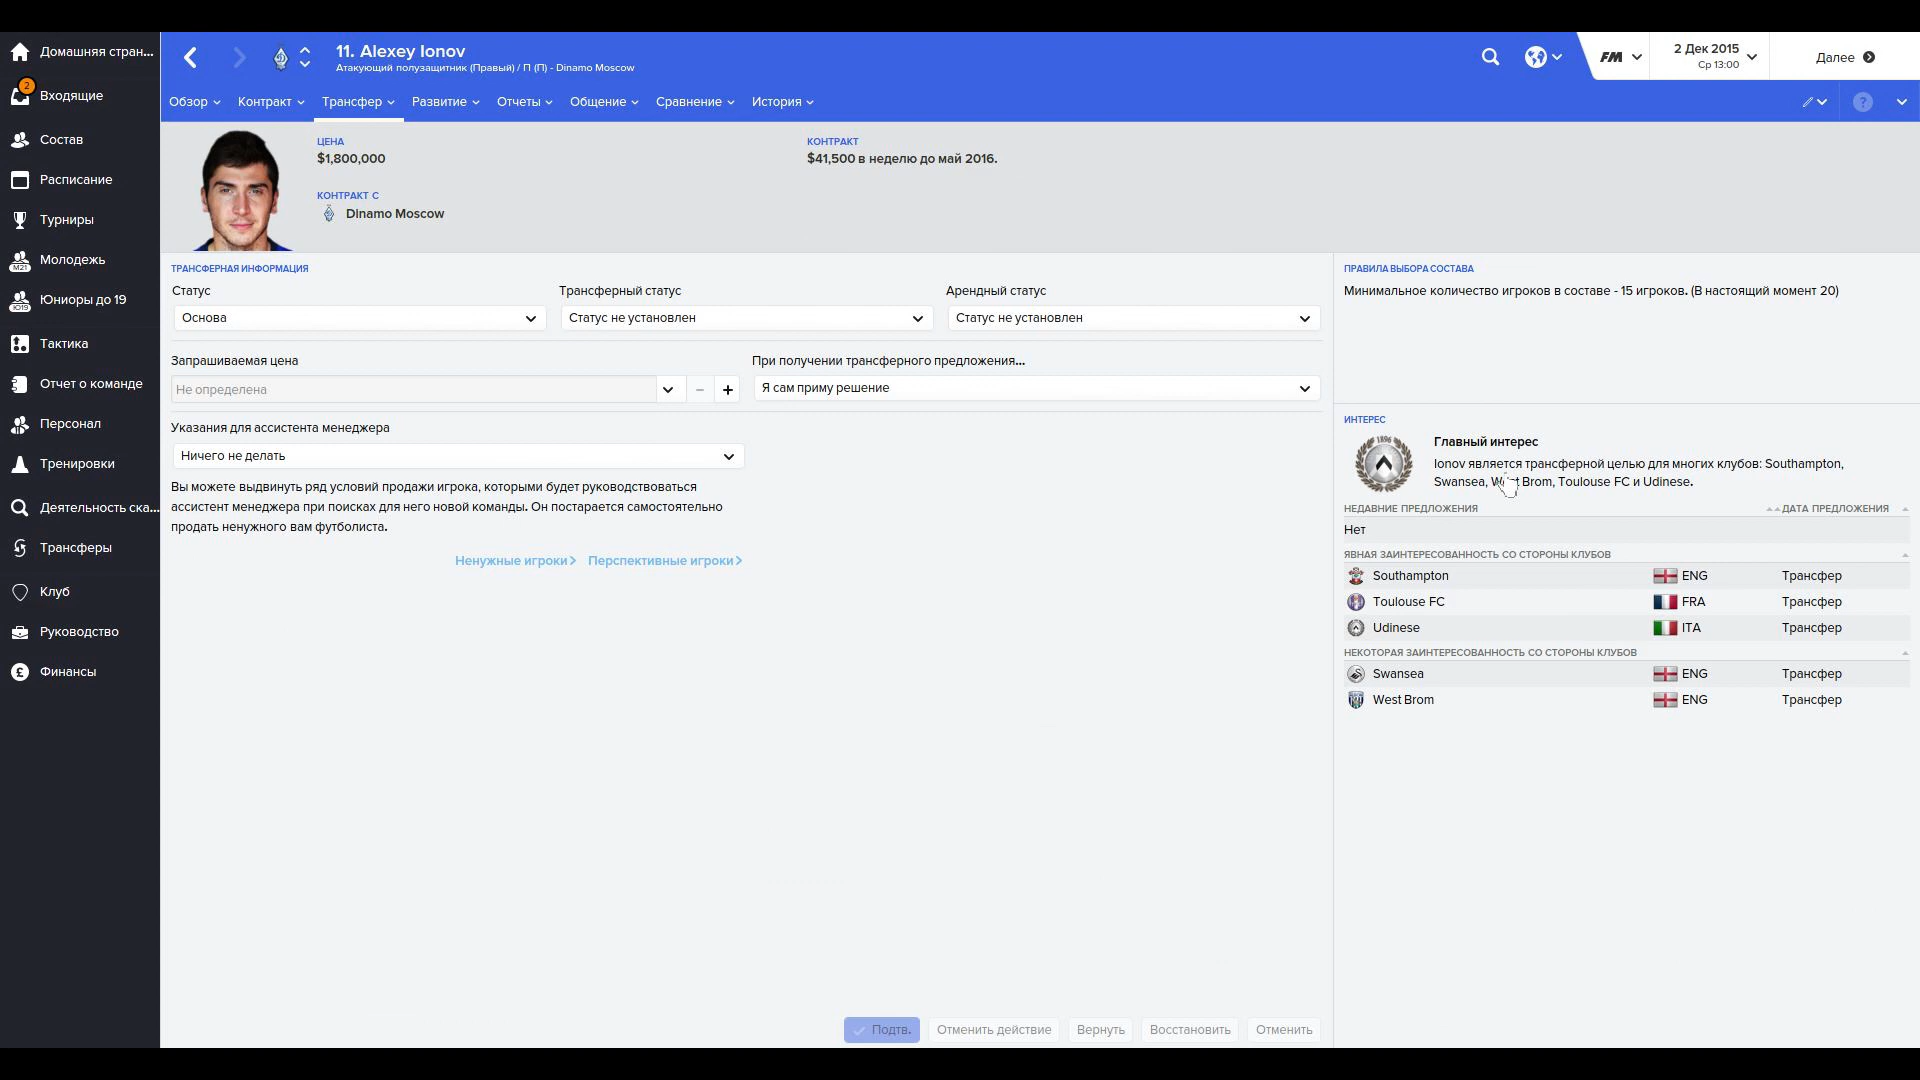 Домашняя стран...
2
Входящие
Состав
Расписание
Турниры
Молодежь
Юниоры до 19
Тактика
Отчет о команде
Персонал
Тренировки
Деятельность ска...
Трансферы
Клуб
Руководство
Финансы
11. Alexey Ionov
Атакующий полузащитник (Правый) / П (П) - Dinamo Moscow
FM
2 Дек 2015
Ср 13:00
Далее
Обзор
Контракт
Трансфер
Развитие
Отчеты
Общение
Сравнение
История
?
ЦЕНА
$1,800,000
КОНТРАКТ С
Dinamo Moscow
КОНТРАКТ
$41,500 в неделю до май 2016.
ТРАНСФЕРНАЯ ИНФОРМАЦИЯ
Статус
Трансферный статус
Арендный статус
Основа
Статус не установлен
Статус не установлен
Запрашиваемая цена
При получении трансферного предложения...
Не определена
Я сам приму решение
Указания для ассистента менеджера
Ничего не делать
Вы можете выдвинуть ряд условий продажи игрока, которыми будет руководствоваться
ассистент менеджера при поисках для него новой команды. Он постарается самостоятельно
продать ненужного вам футболиста.
Ненужные игроки>
Перспективные игроки>
Подтв.
Отменить действие
Вернуть
Восстановить
Отменить
ПРАВИЛА ВЫБОРА СОСТАВА
Минимальное количество игроков в составе - 15 игроков. (В настоящий момент 20)
ИНТЕРЕС
1896
Главный интерес
Ionov является трансферной целью для многих клубов: Southampton,
Swansea, West Brom, Toulouse FC и Udinese.
НЕДАВНИЕ ПРЕДЛОЖЕНИЯ
ДАТА ПРЕДЛОЖЕНИЯ
Нет
ЯВНАЯ ЗАИНТЕРЕСОВАННОСТЬ СО СТОРОНЫ КЛУБОВ
Southampton ENG Трансфер
Toulouse FC FRA Трансфер
Udinese ITA Трансфер
НЕКОТОРАЯ ЗАИНТЕРЕСОВАННОСТЬ СО СТОРОНЫ КЛУБОВ
Swansea ENG Трансфер
West Brom ENG Трансфер